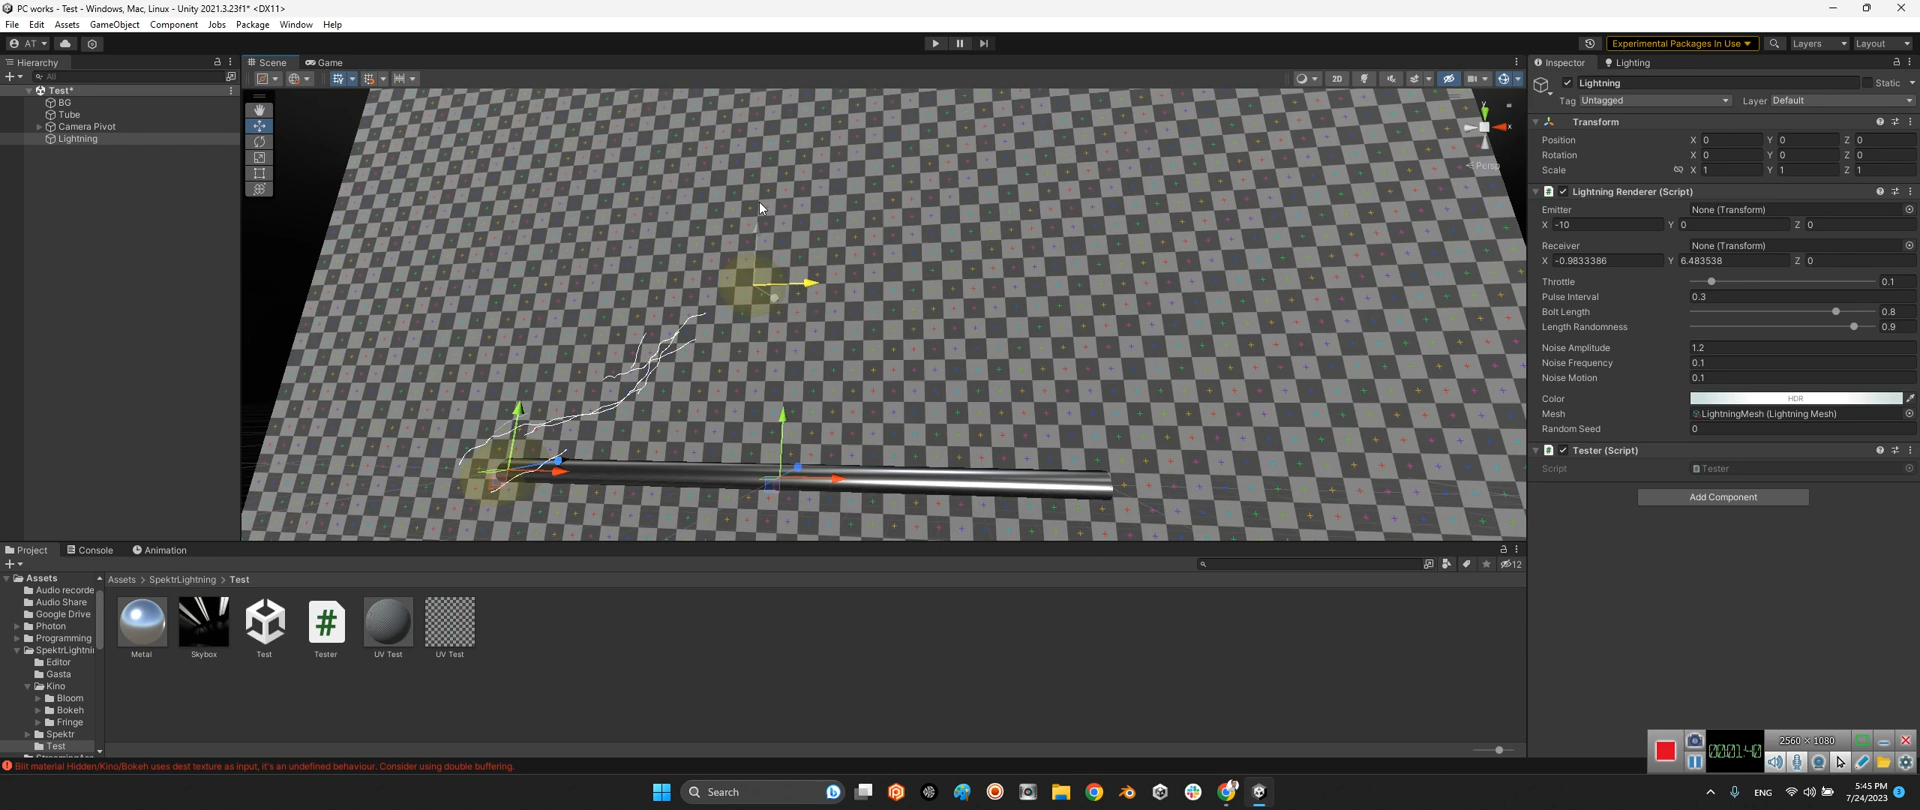 PC works - Test - Windows, Mac, Linux - Unity 2021.3.23f1* <DX11>
File Edit Assets GameObject Component Jobs Package Window Help
AT
Experimental Packages In Use
Layers
Layout
Hierarchy
Scene
Game
Inspector
Lighting
All
2D
Test*
BG
Tube
Camera Pivot
Lightning
y
x
Persp
Lightning
Static
Tag Untagged
Layer Default
Transform
Position X 0 Y 0 Z 0
Rotation X 0 Y 0 Z 0
Scale X 1 Y 1 Z 1
Lightning Renderer (Script)
Emitter None (Transform)
X -10 Y 0 Z 0
Receiver None (Transform)
X -0.9833386 Y 6.483538 Z 0
Throttle 0.1
Pulse Interval 0.3
Bolt Length 0.8
Length Randomness 0.9
Noise Amplitude 1.2
Noise Frequency 0.1
Noise Motion 0.1
Color HDR
Mesh LightningMesh (Lightning Mesh)
Random Seed 0
Tester (Script)
Script Tester
Add Component
Project
Console
Animation
12
Assets
Audio recorde
Audio Share
Google Drive
Photon
Programming
SpektrLightnin
Editor
Gasta
Kino
Bloom
Bokeh
Fringe
Spektr
Test
Assets > SpektrLightning > Test
Metal
Skybox
Test
Tester
UV Test
UV Test
Blit material Hidden/Kino/Bokeh uses dest texture as input, it's an undefined behaviour. Consider using double buffering.
2560 × 1080
00:01:40
Search
ENG
5:45 PM
7/24/2023
3